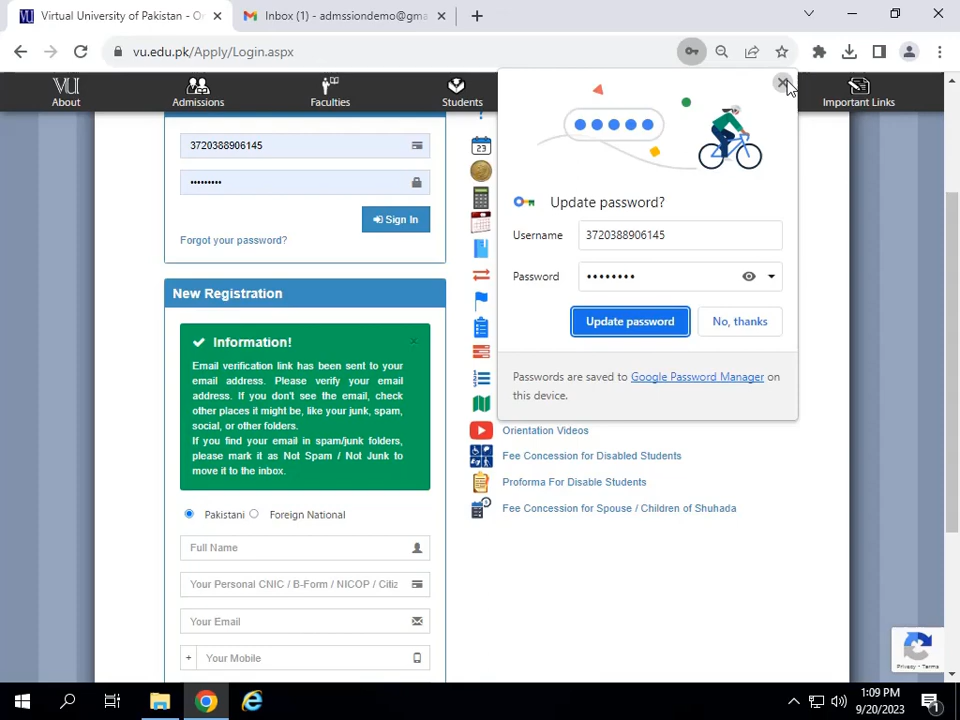 Virtual University of Pakistan - O
Inbox (1) - admssiondemo@gma
vu.edu.pk/Apply/Login.aspx
VU
About
Admissions
Faculties
Students
Important Links
3720388906145
•••••••••
Sign In
Forgot your password?
New Registration
Information!
Email verification link has been sent to your
email address. Please verify your email
address. If you don't see the email, check
other places it might be, like your junk, spam,
social, or other folders.
If you find your email in spam/junk folders,
please mark it as Not Spam / Not Junk to
move it to the inbox.
Pakistani
Foreign National
Full Name
Your Personal CNIC / B-Form / NICOP / Citiz
Your Email
+ Your Mobile
?
23
Update password?
Username
3720388906145
Password
••••••••
Update password
No, thanks
Passwords are saved to Google Password Manager on
this device.
Orientation Videos
Fee Concession for Disabled Students
Proforma For Disable Students
Fee Concession for Spouse / Children of Shuhada
Privacy - Terms
1:09 PM
9/20/2023
1